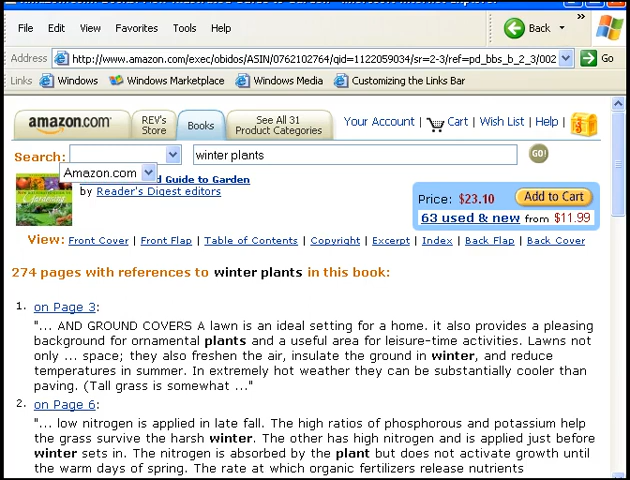 File Edit View Favorites Tools Help Back
Address http://www.amazon.com/exec/obidos/ASIN/0762102764/qid=1122059034/sr=2-3/ref=pd_bbs_b_2_3/002 Go
Links Windows Windows Marketplace Windows Media Customizing the Links Bar
amazon.com REV's Store Books See All 31 Product Categories Your Account | Cart | Wish List | Help |
Search: winter plants GO!
Amazon.com
d Guide to Garden
by Reader's Digest editors
Price: $23.10 Add to Cart
63 used & new from $11.99
View: Front Cover | Front Flap | Table of Contents | Copyright | Excerpt | Index | Back Flap | Back Cover
274 pages with references to winter plants in this book:
1. on Page 3:
"... AND GROUND COVERS A lawn is an ideal setting for a home. it also provides a pleasing
background for ornamental plants and a useful area for leisure-time activities. Lawns not
only ... space; they also freshen the air, insulate the ground in winter, and reduce
temperatures in summer. In extremely hot weather they can be substantially cooler than
paving. (Tall grass is somewhat ..."
2. on Page 6:
"... low nitrogen is applied in late fall. The high ratios of phosphorous and potassium help
the grass survive the harsh winter. The other has high nitrogen and is applied just before
winter sets in. The nitrogen is absorbed by the plant but does not activate growth until
the warm days of spring. The rate at which organic fertilizers release nutrients